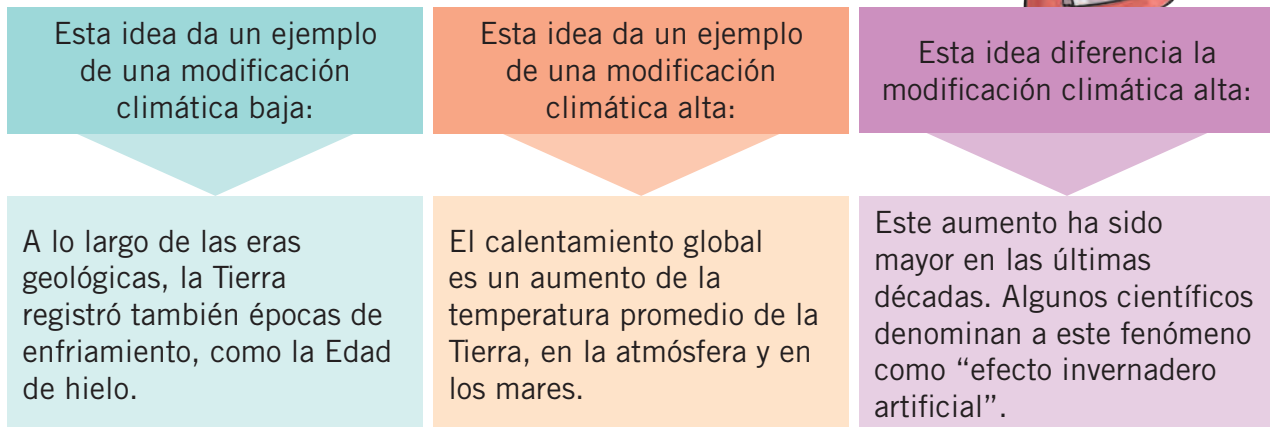 Esta idea da un ejemplo
de una modificación
climática baja:
Esta idea da un ejemplo
de una modificación
climática alta:
Esta idea diferencia la
modificación climática alta:
A lo largo de las eras
geológicas, la Tierra
registró también épocas de
enfriamiento, como la Edad
de hielo.
El calentamiento global
es un aumento de la
temperatura promedio de la
Tierra, en la atmósfera y en
los mares.
Este aumento ha sido
mayor en las últimas
décadas. Algunos científicos
denominan a este fenómeno
como “efecto invernadero
artificial”.